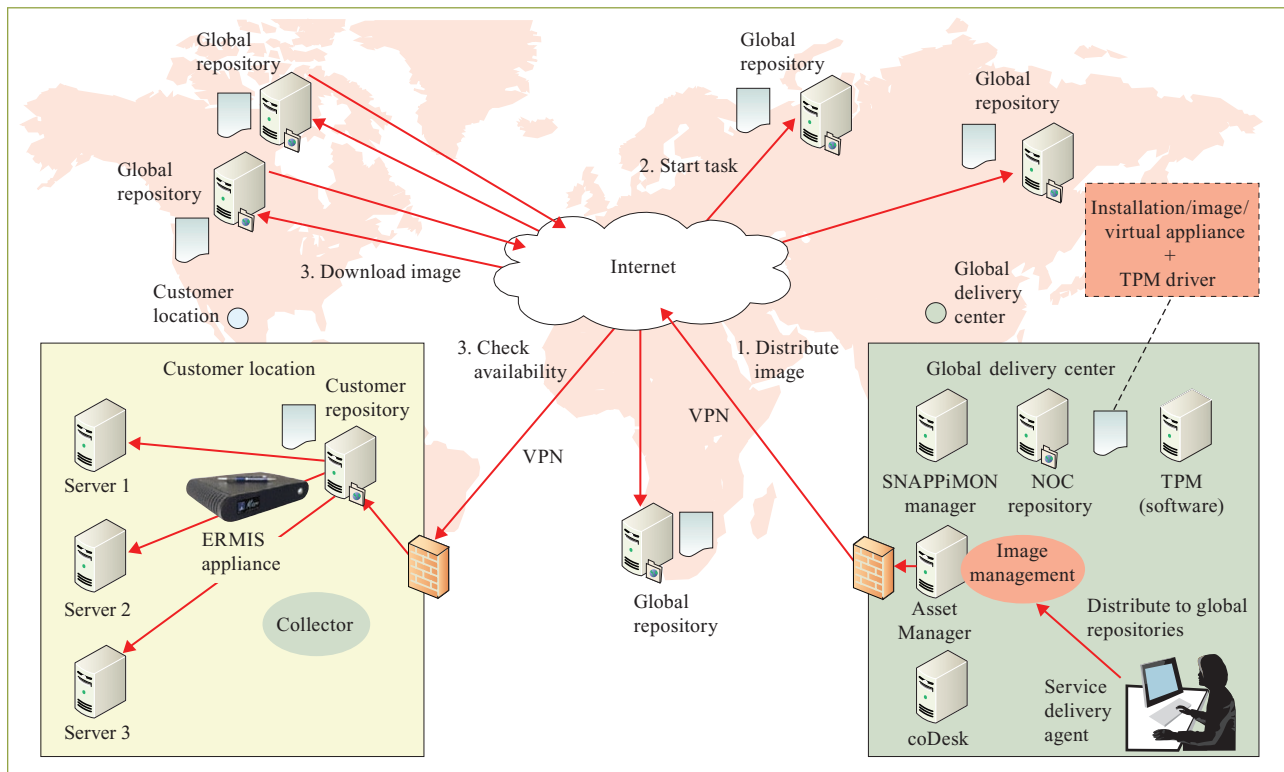 Global
repository
Global
repository
Global
repository
Global
repository
2. Start task
Installation/image/
virtual appliance
+
TPM driver
Internet
3. Download image
Customer
location
Global
delivery
center
3. Check
availability
1. Distribute
image
VPN
VPN
Customer location
Customer
repository
Server 1
ERMIS
appliance
Server 2
Collector
Server 3
Global
repository
Global delivery center
SNAPPiMON
manager
NOC
repository
TPM
(software)
Image
management
Asset
Manager
Distribute to global
repositories
Service
delivery
agent
coDesk